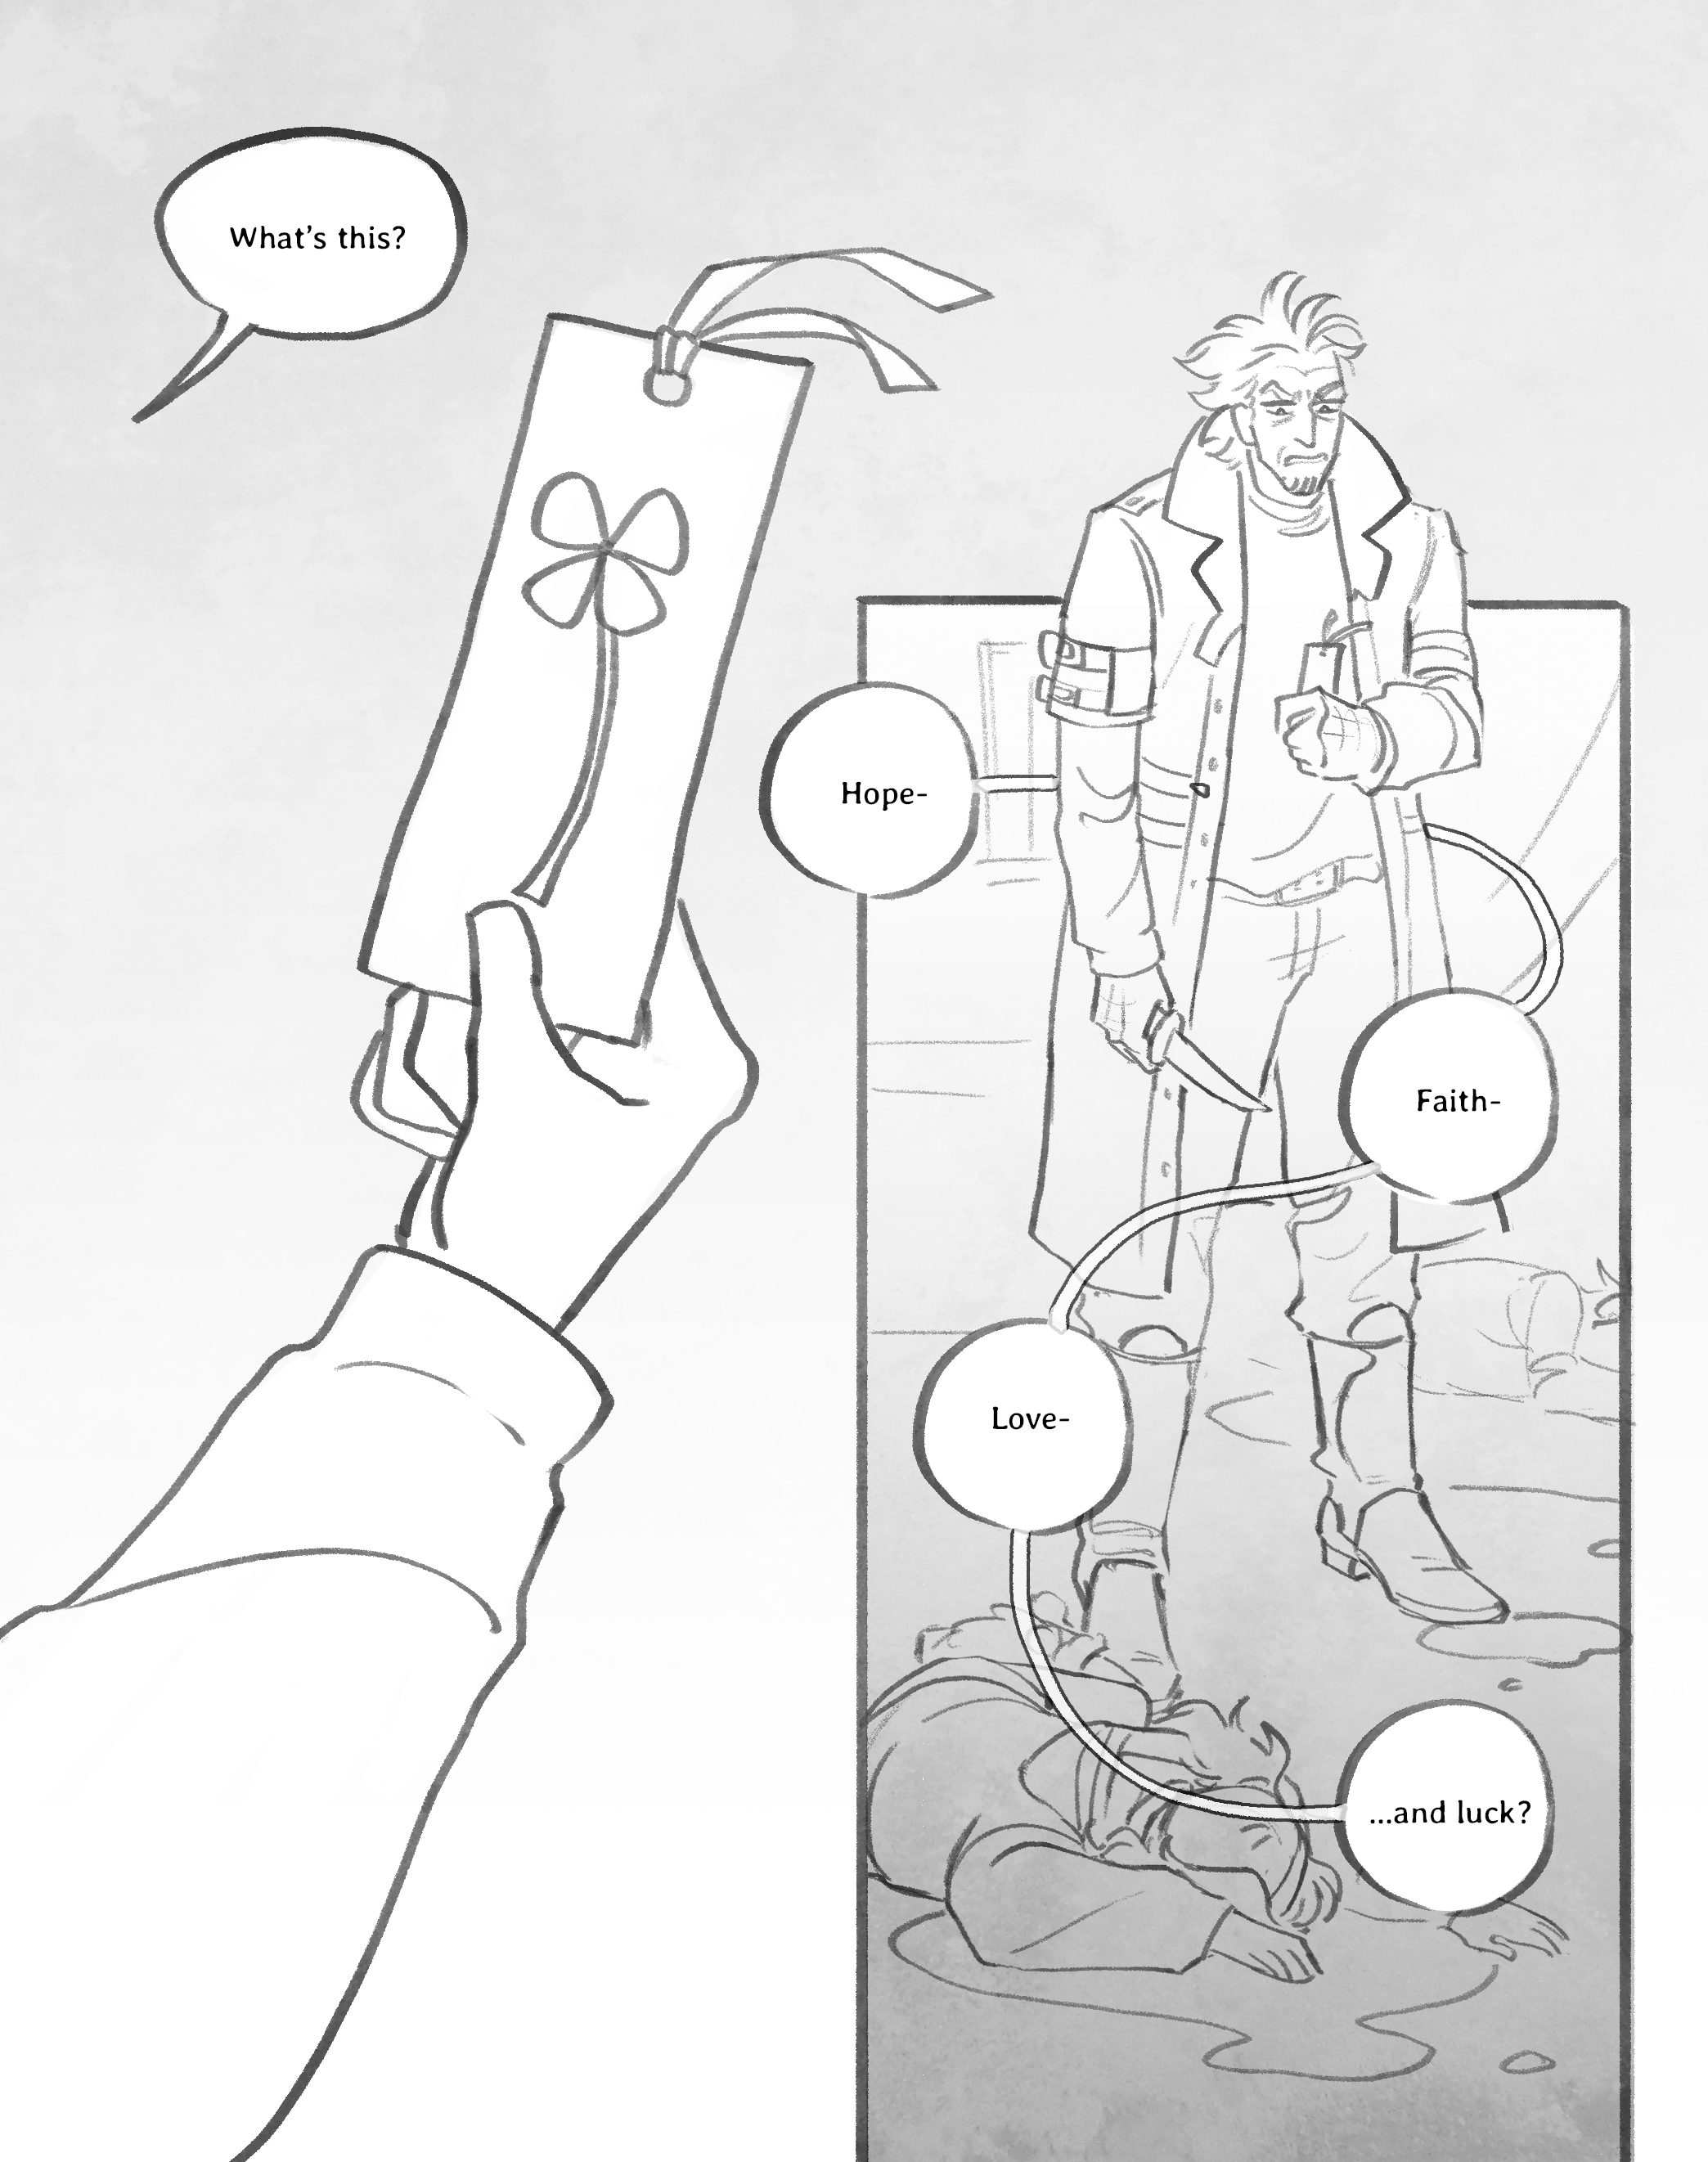 What's this?
Hope-
Faith-
Love-
...and luck?